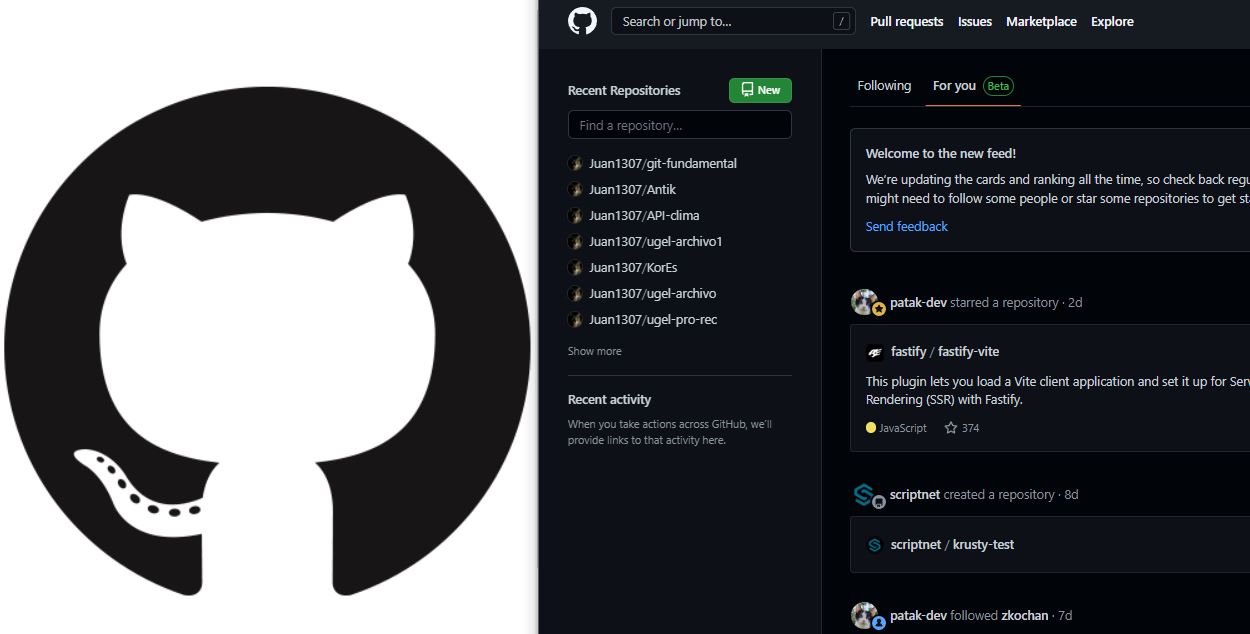 Search or jump to...
/
Pull requests
Issues
Marketplace
Explore
Recent Repositories
New
Find a repository...
Juan1307/git-fundamental
Juan1307/Antik
Juan1307/API-clima
Juan1307/ugel-archivo1
Juan1307/KorEs
Juan1307/ugel-archivo
Juan1307/ugel-pro-rec
Show more
Recent activity
When you take actions across GitHub, we'll
provide links to that activity here.
Following
For you Beta
Welcome to the new feed!
We're updating the cards and ranking all the time, so check back regu
might need to follow some people or star some repositories to get sta
Send feedback
patak-dev starred a repository · 2d
fastify / fastify-vite
This plugin lets you load a Vite client application and set it up for Serv
Rendering (SSR) with Fastify.
JavaScript 374
scriptnet created a repository · 8d
scriptnet / krusty-test
patak-dev followed zkochan · 7d